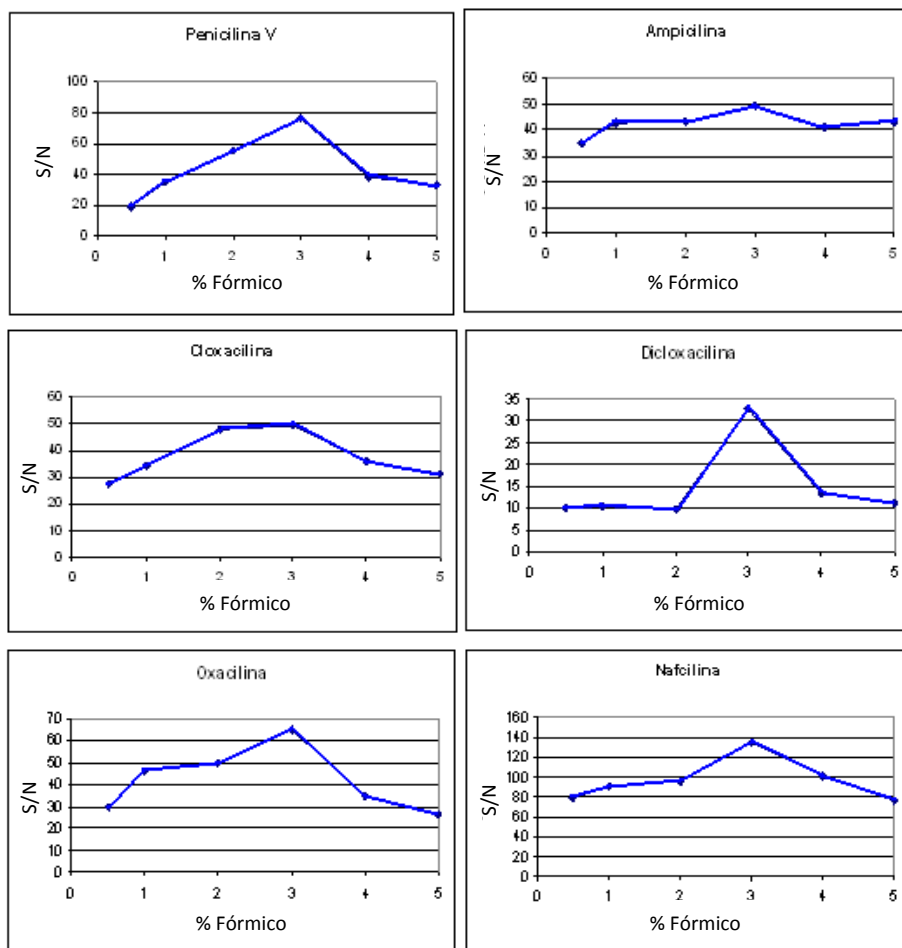 Penicilina V
100
80
60
40
20
0
S/N
0 1 2 3 4 5
% Fórmico
Ampicilina
60
50
40
30
20
10
0
S/N
0 1 2 3 4 5
% Fórmico
Cloxacilina
60
50
40
30
20
10
0
S/N
0 1 2 3 4 5
% Fórmico
Dicloxacilina
35
30
25
20
15
10
5
0
S/N
0 1 2 3 4 5
% Fórmico
Oxacilina
70
60
50
40
30
20
10
0
S/N
0 1 2 3 4 5
% Fórmico
Nafcilina
160
140
120
100
80
60
40
20
0
S/N
0 1 2 3 4 5
% Fórmico